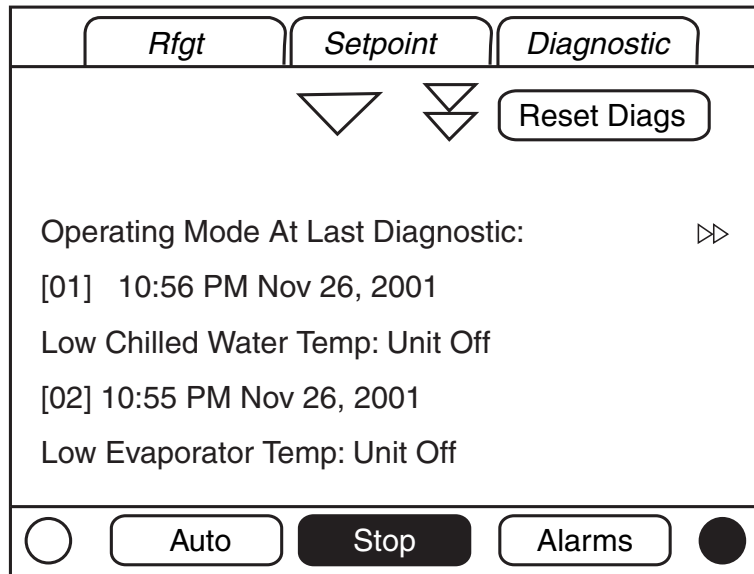 Rfgt Setpoint Diagnostic
Reset Diags
Operating Mode At Last Diagnostic:
[01] 10:56 PM Nov 26, 2001
Low Chilled Water Temp: Unit Off
[02] 10:55 PM Nov 26, 2001
Low Evaporator Temp: Unit Off
Auto Stop Alarms